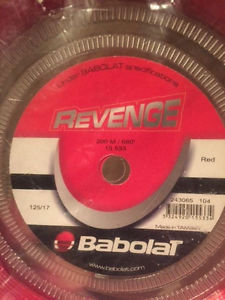 Under BABOLAT specifications
REVENGE
200 M / 660'
15 533
Red
125/17
243065 104
Made in TAIWAN
BabolaT
www.babolat.com